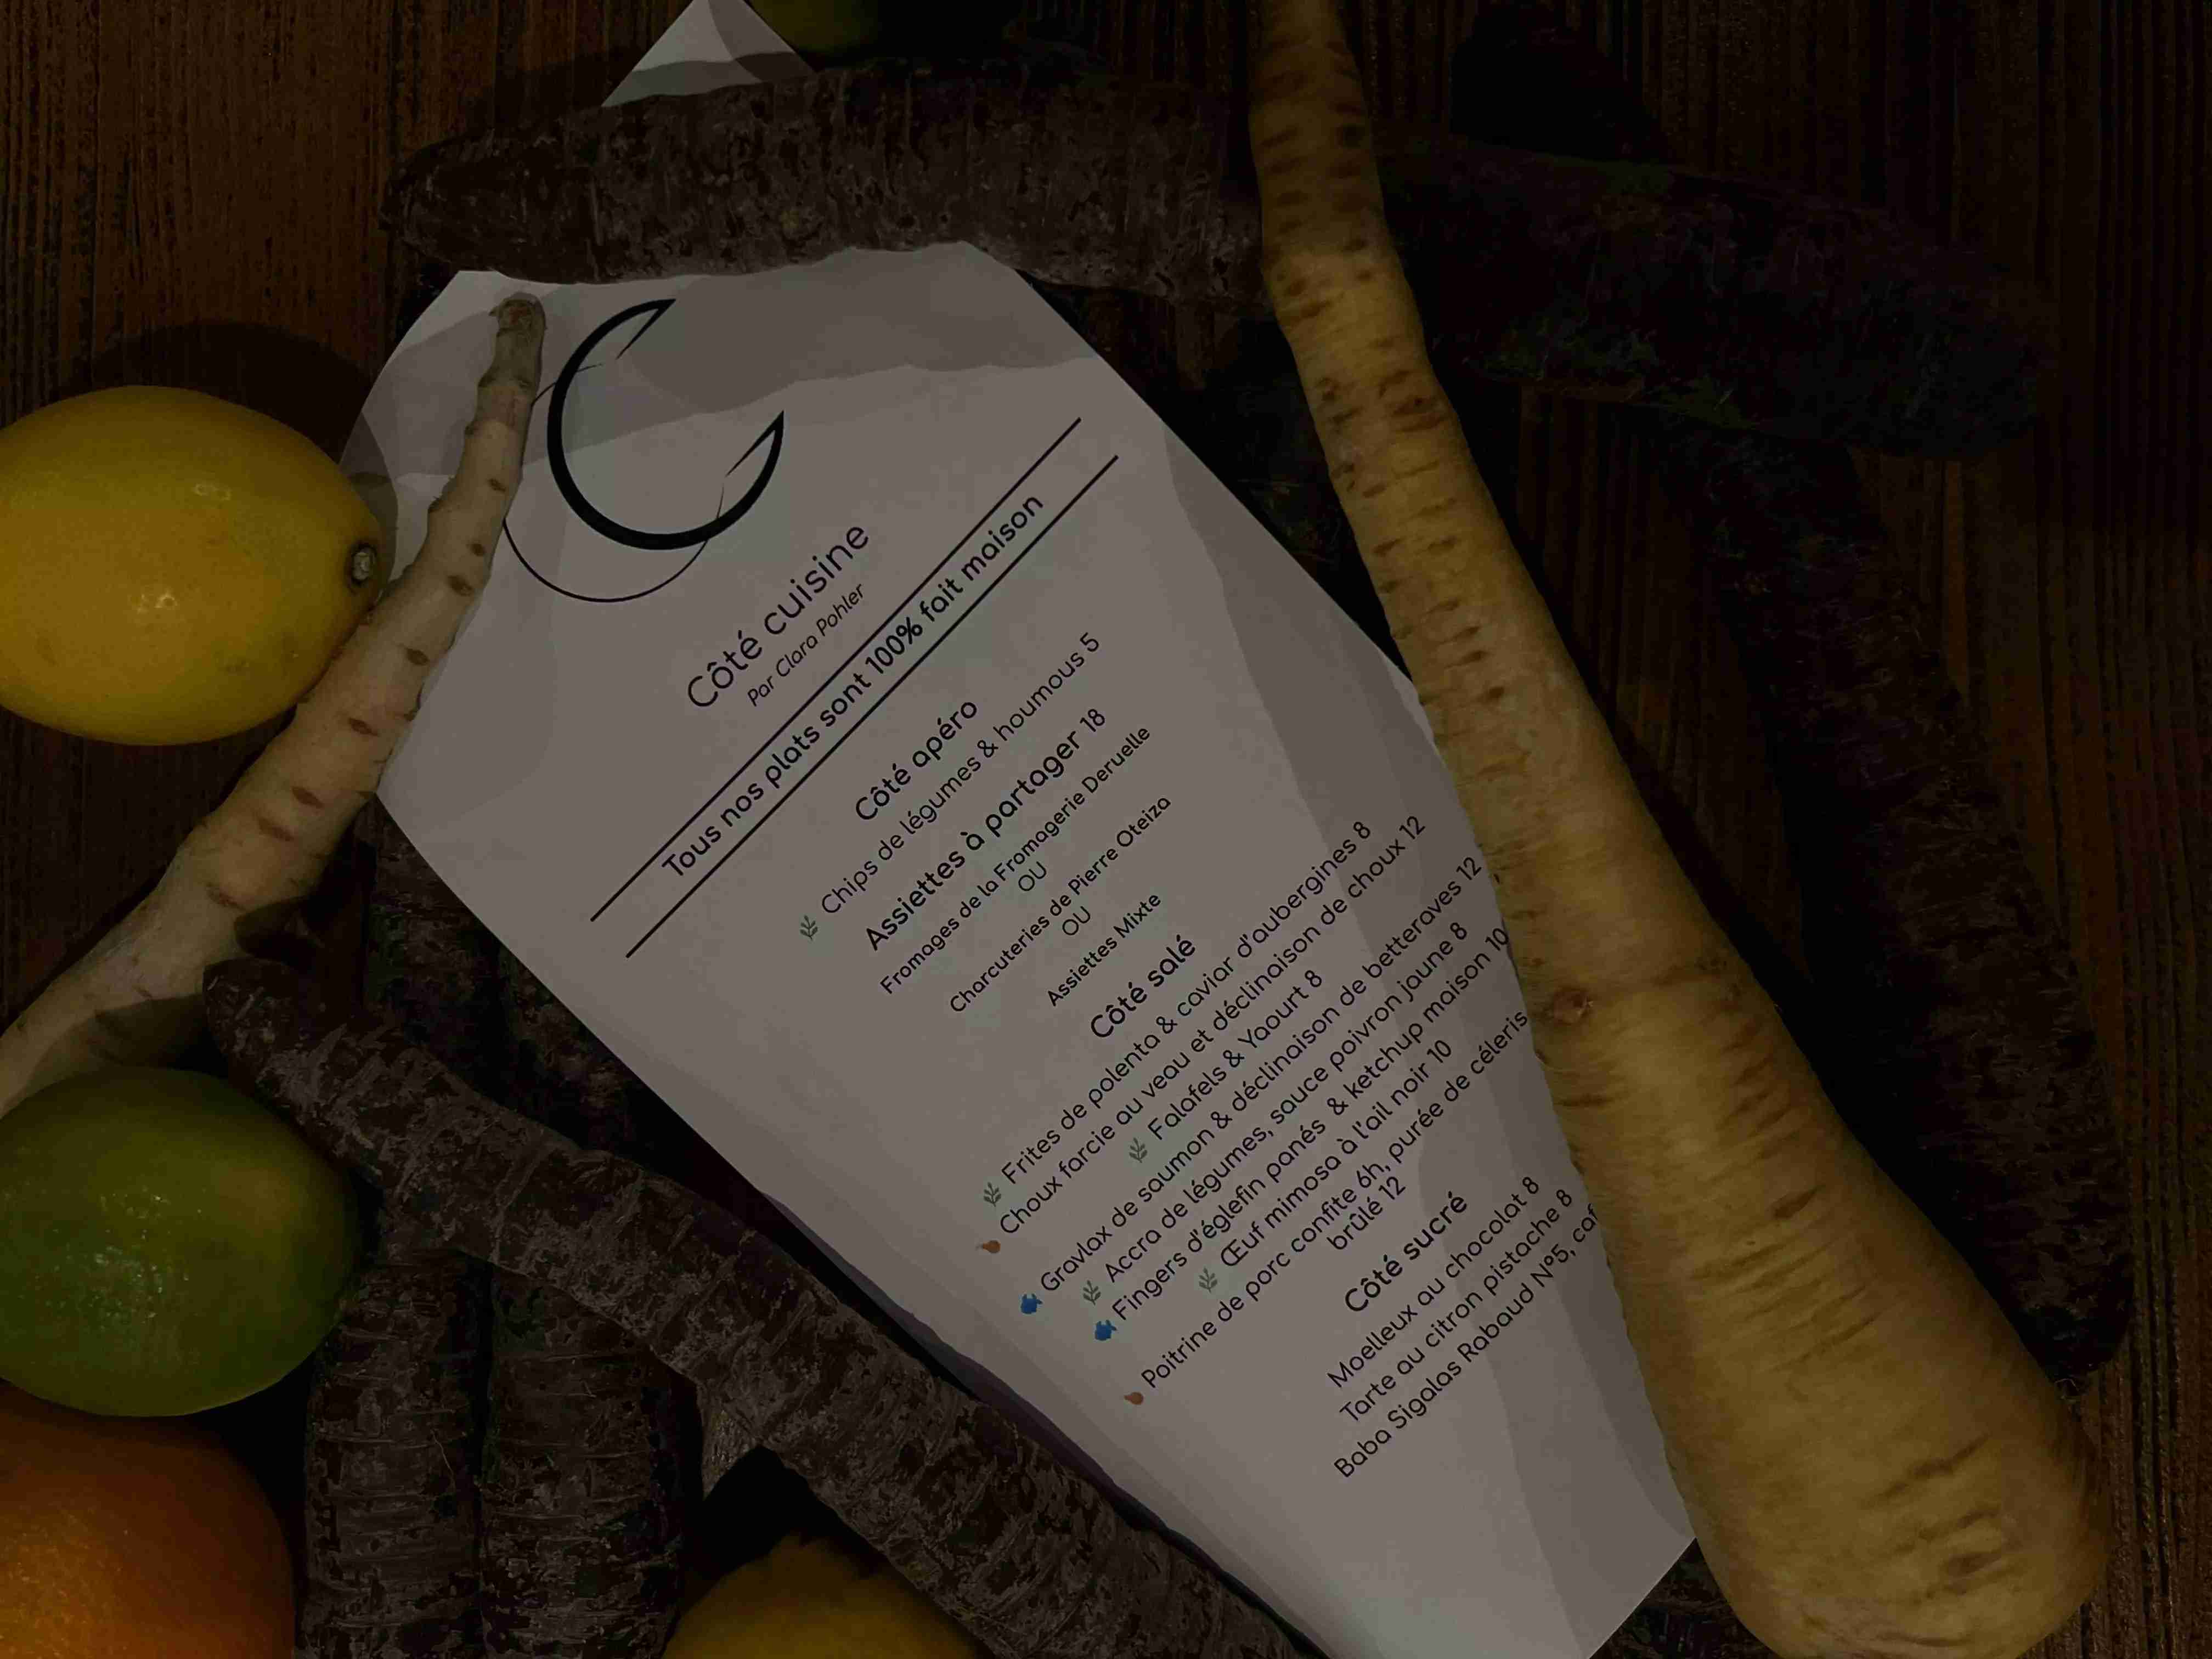 Côté cuisine
Par Clara Pohler
Tous nos plats sont 100% fait maison
Côté apéro
Chips de légumes & houmous 5
Assiettes à partager 18
Fromages de la Fromagerie Deruelle
OU
Charcuteries de Pierre Oteiza
OU
Assiettes Mixte
Côté salé
Frites de polenta & caviar d'aubergines 8
Choux farcie au veau et déclinaison de choux 12
Falafels & Yaourt 8
Gravlax de saumon & déclinaison de betteraves 12
Accra de légumes, sauce poivron jaune 8
Fingers d'églefin panés & ketchup maison 10
Œuf mimosa à l'ail noir 10
Poitrine de porc confite 6h, purée de céleris
brûlé 12
Côté sucré
Moelleux au chocolat 8
Tarte au citron pistache 8
Baba Sigalas Rabaud N°5,